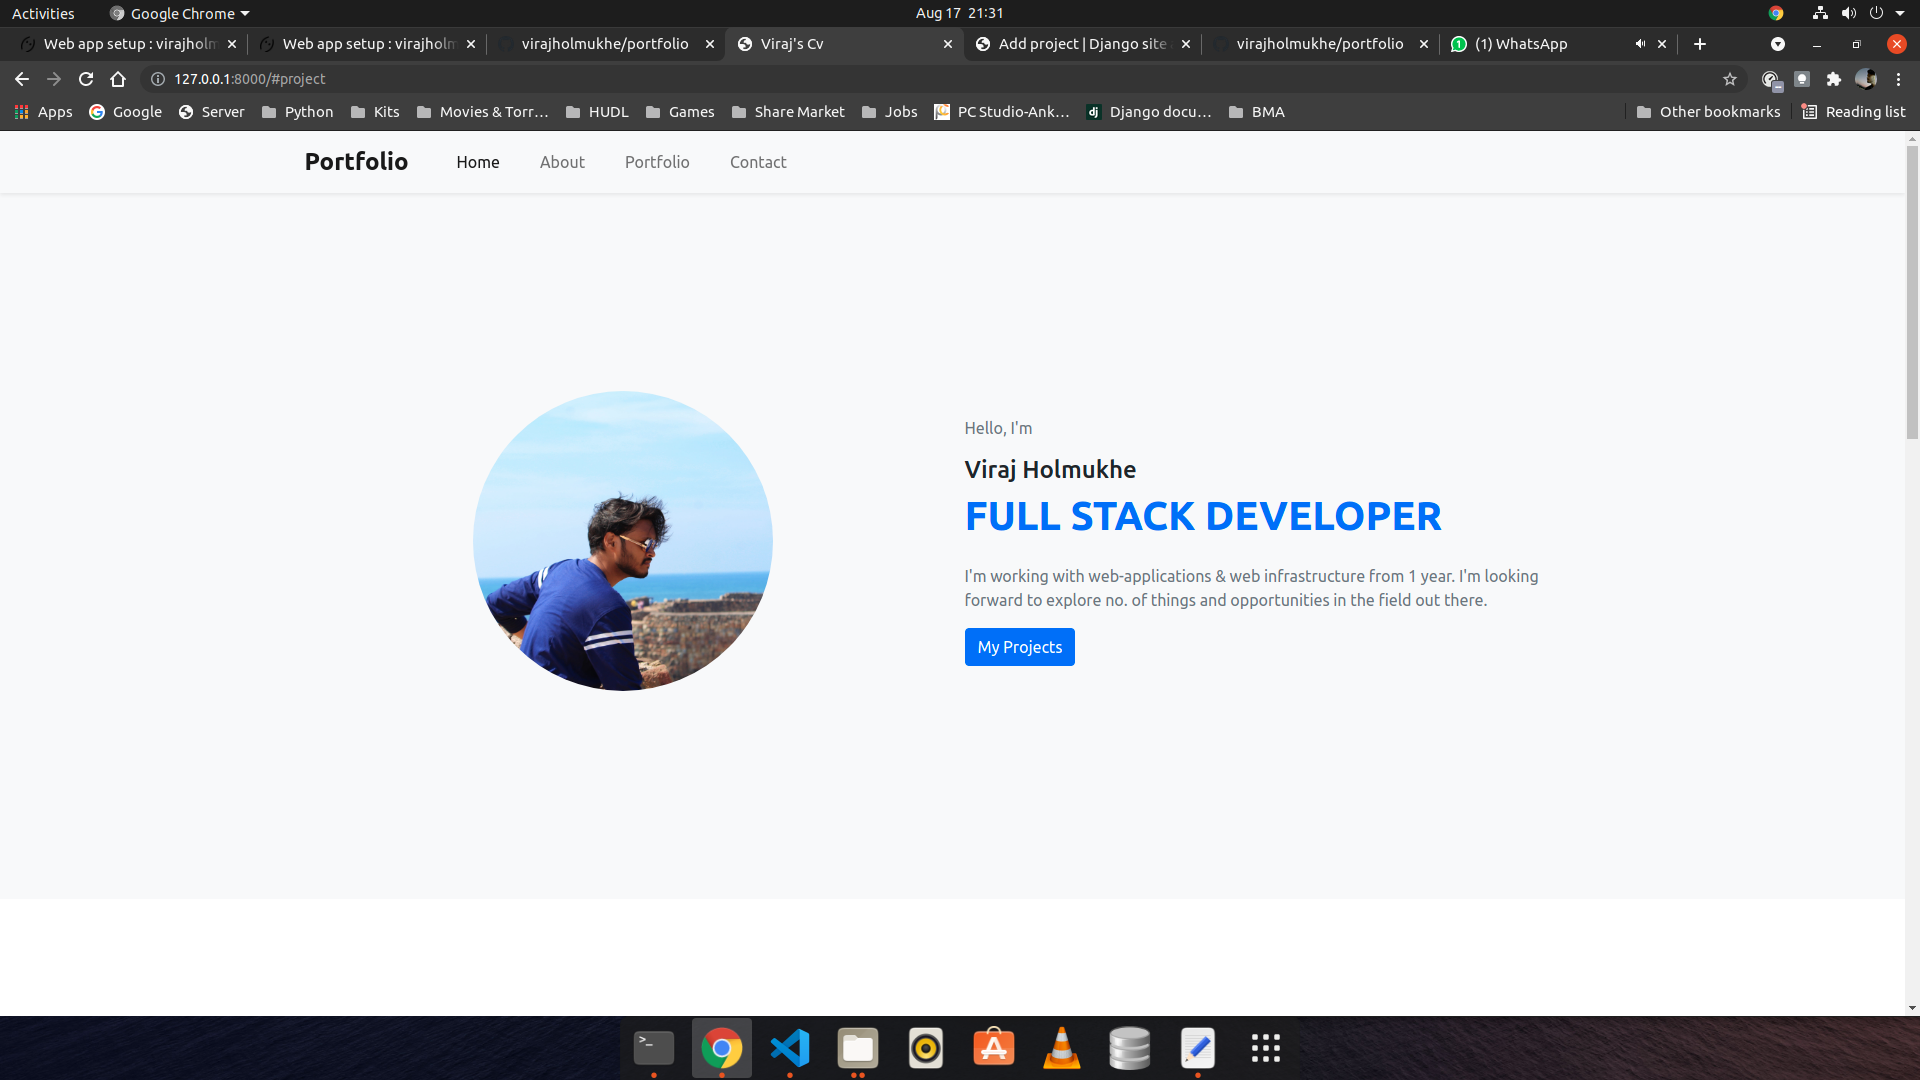 Activities
Google Chrome
Aug 17 21:31
Web app setup : virajholm
Web app setup : virajholm
virajholmukhe/portfolio
Viraj's Cv
Add project | Django site
virajholmukhe/portfolio
(1) WhatsApp
127.0.0.1:8000/#project
Apps
Google
Server
Python
Kits
Movies & Torr...
HUDL
Games
Share Market
Jobs
PC Studio-Ank...
Django docu...
BMA
Other bookmarks
Reading list
Portfolio
Home
About
Portfolio
Contact
Hello, I'm
Viraj Holmukhe
FULL STACK DEVELOPER
I'm working with web-applications & web infrastructure from 1 year. I'm looking
forward to explore no. of things and opportunities in the field out there.
My Projects